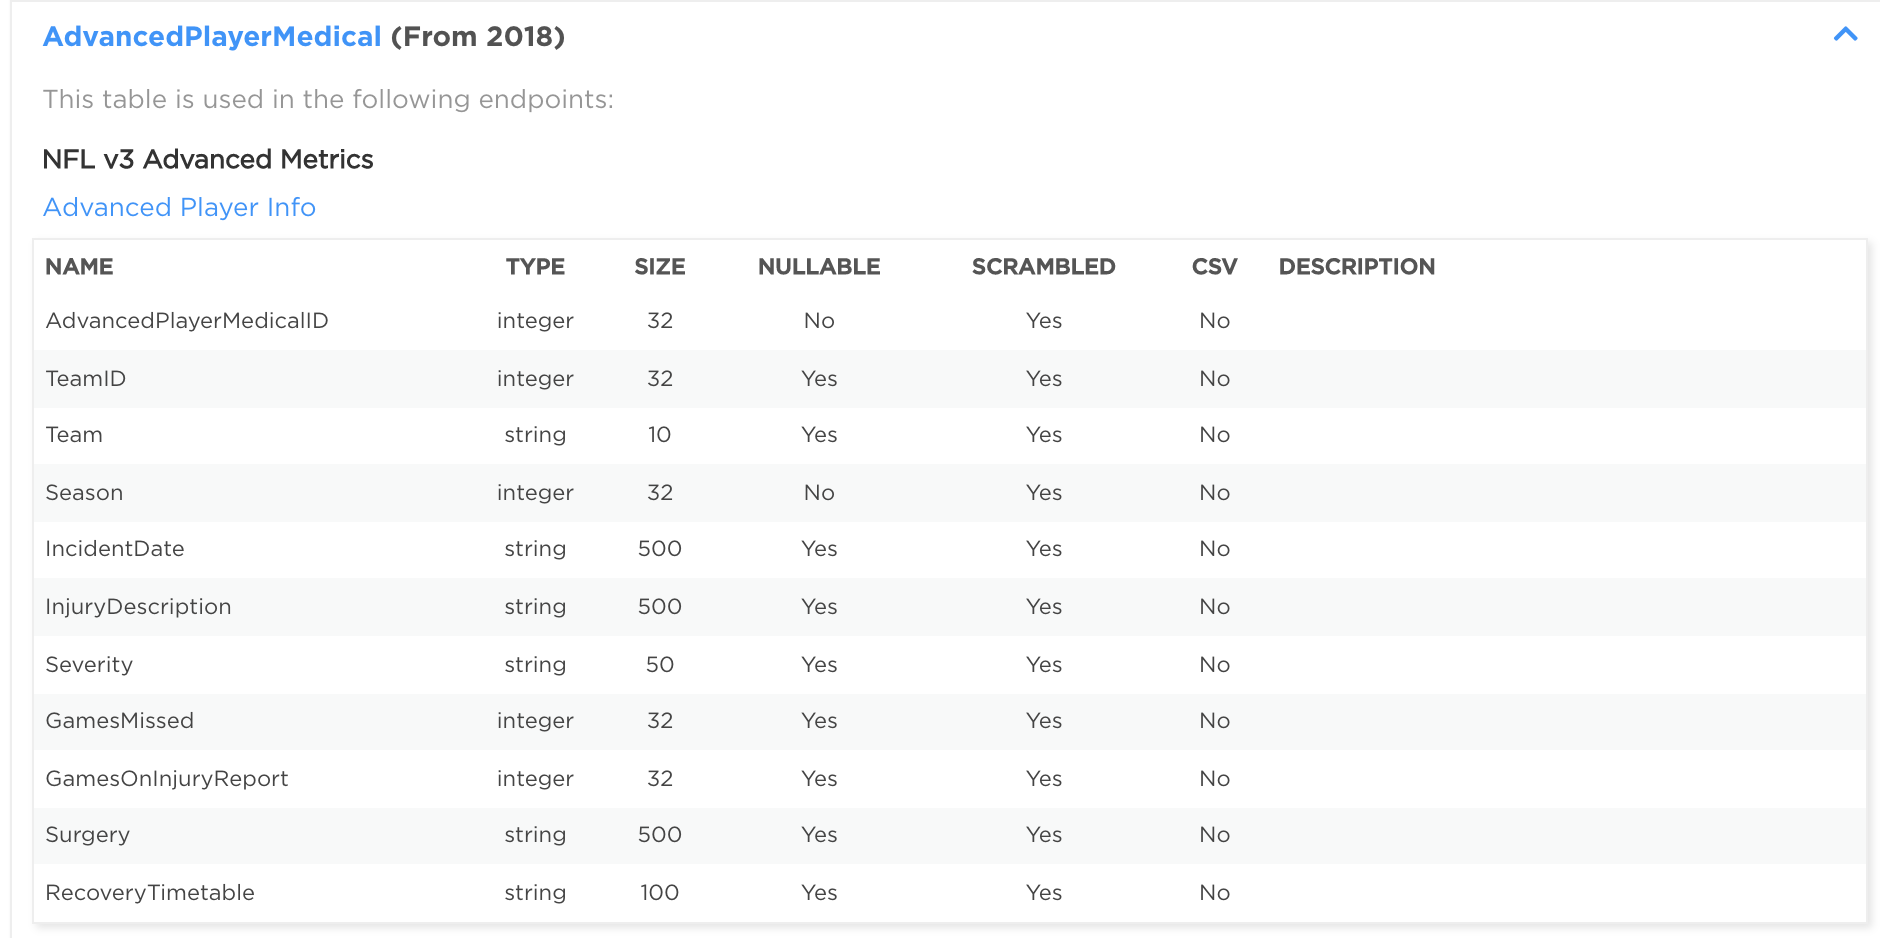 AdvancedPlayerMedical (From 2018)
This table is used in the following endpoints:
NFL v3 Advanced Metrics
Advanced Player Info
NAME TYPE SIZE NULLABLE SCRAMBLED CSV DESCRIPTION
AdvancedPlayerMedicalID integer 32 No Yes No
TeamID integer 32 Yes Yes No
Team string 10 Yes Yes No
Season integer 32 No Yes No
IncidentDate string 500 Yes Yes No
InjuryDescription string 500 Yes Yes No
Severity string 50 Yes Yes No
GamesMissed integer 32 Yes Yes No
GamesOnInjuryReport integer 32 Yes Yes No
Surgery string 500 Yes Yes No
RecoveryTimetable string 100 Yes Yes No